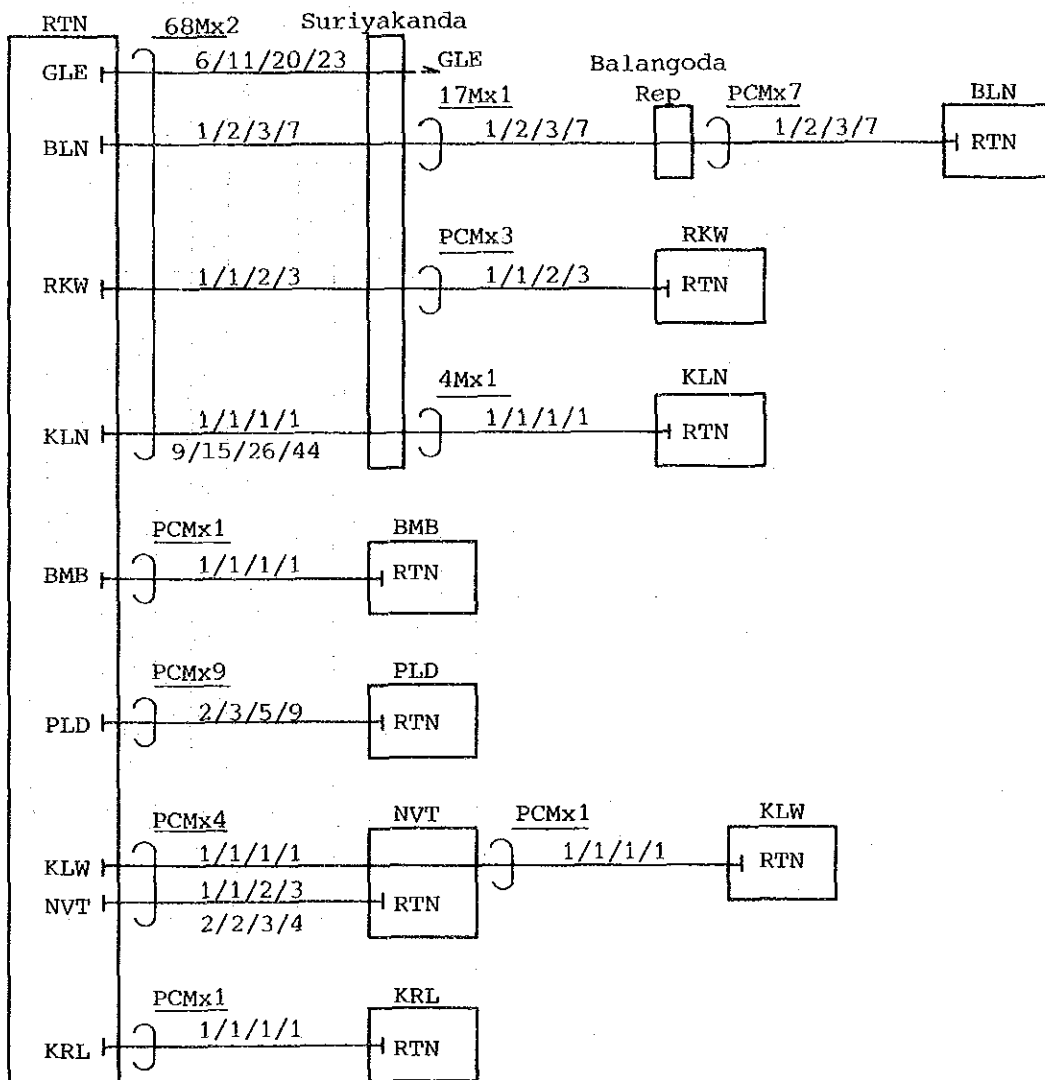 RTN 68Mx2 Suriyakanda
GLE 6/11/20/23 GLE
Balangoda
Rep
17Mx1 PCMx7 BLN
BLN 1/2/3/7 1/2/3/7 1/2/3/7 RTN
PCMx3 RKW
RKW 1/1/2/3 1/1/2/3 RTN
4Mx1 KLN
KLN 1/1/1/1 1/1/1/1 RTN
9/15/26/44
PCMx1 BMB
BMB 1/1/1/1 RTN
PCMx9 PLD
PLD 2/3/5/9 RTN
PCMx4 NVT PCMx1 KLW
KLW 1/1/1/1 1/1/1/1 RTN
NVT 1/1/2/3 RTN
2/2/3/4
PCMx1 KRL
KRL 1/1/1/1 RTN